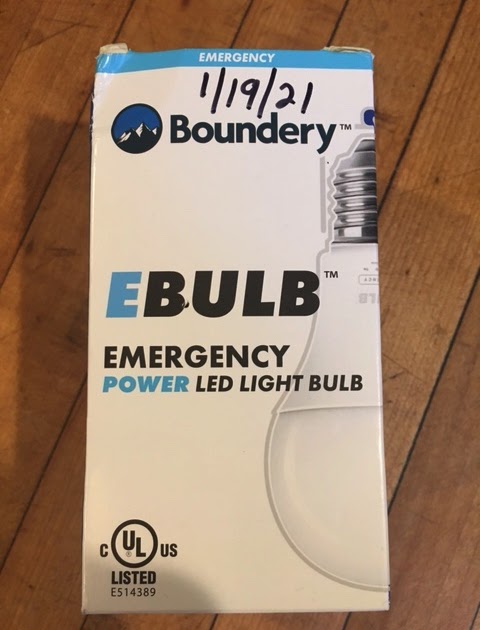 EMERGENCY
1/19/21
Boundery™
EBULB™
EMERGENCY
POWER LED LIGHT BULB
C UL® US
LISTED
E514389